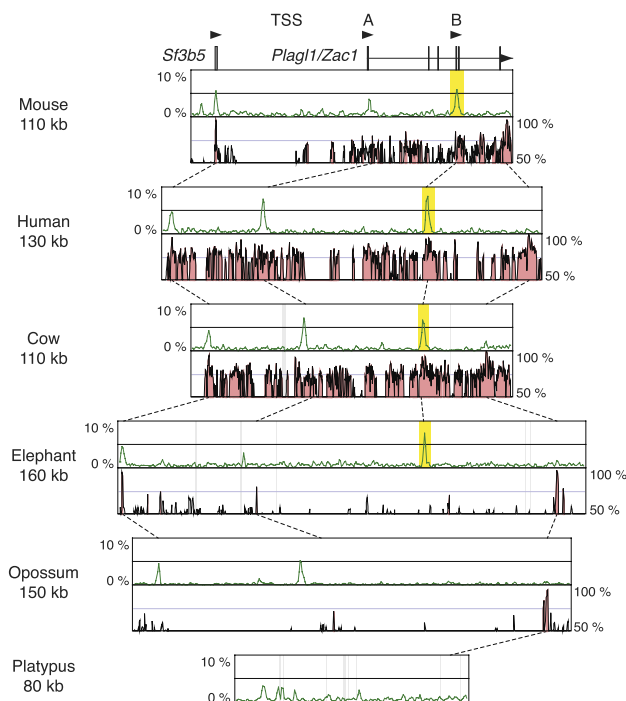 TSS A B
Sf3b5 Plagl1/Zac1
10 %
Mouse
110 kb
0 %
100 %
50 %
10 %
Human
130 kb
0 %
100 %
50 %
10 %
Cow
110 kb
0 %
100 %
50 %
10 %
Elephant
160 kb
0 %
100 %
50 %
10 %
Opossum
150 kb
0 %
100 %
50 %
10 %
Platypus
80 kb
0 %